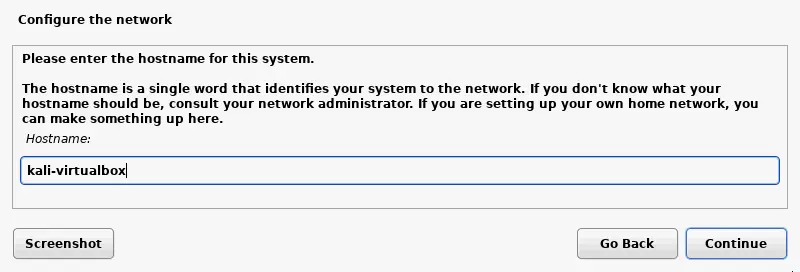 Configure the network
Please enter the hostname for this system.
The hostname is a single word that identifies your system to the network. If you don't know what your
hostname should be, consult your network administrator. If you are setting up your own home network, you
can make something up here.
Hostname:
kali-virtualbox
Screenshot
Go Back
Continue